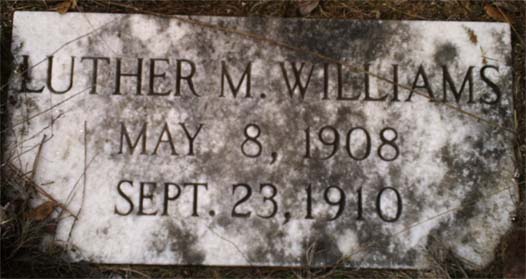 LUTHER M. WILLIAMS
MAY 8, 1908
SEPT. 23, 1910